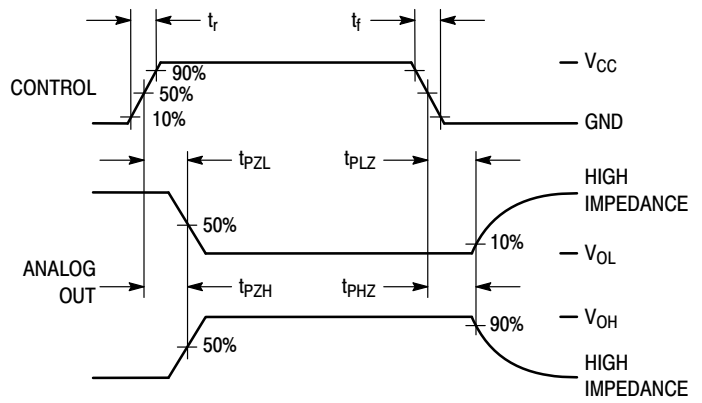 tr
tf
90%
VCC
CONTROL
50%
10%
GND
tPZL
tPLZ
HIGH
IMPEDANCE
50%
10%
VOL
ANALOG
OUT
tPZH
tPHZ
VOH
90%
50%
HIGH
IMPEDANCE